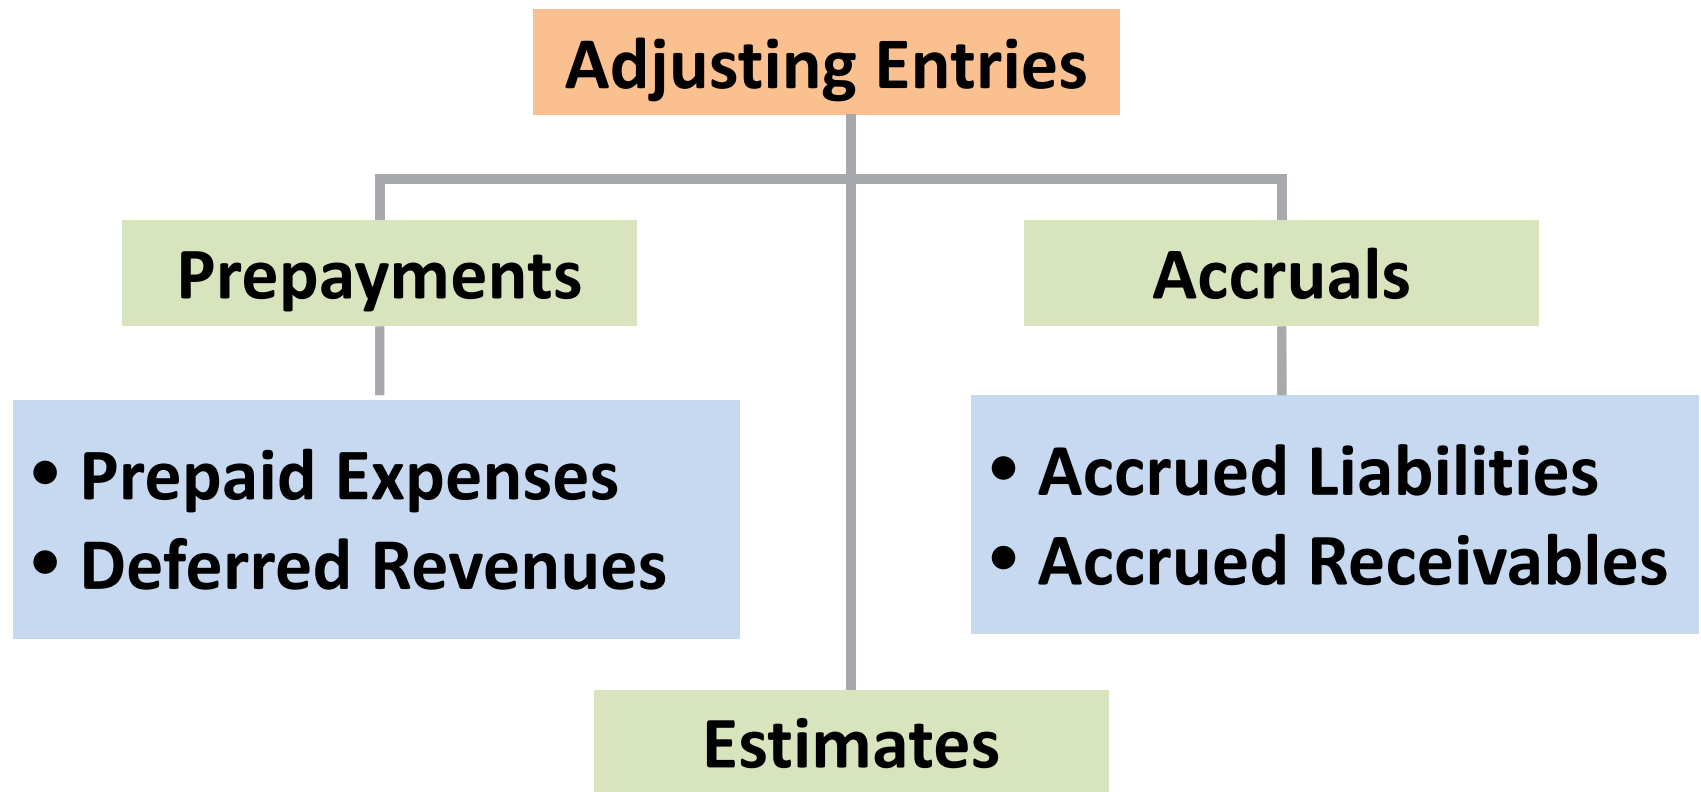 Adjusting Entries
Prepayments
Accruals
• Prepaid Expenses
• Deferred Revenues
• Accrued Liabilities
• Accrued Receivables
Estimates